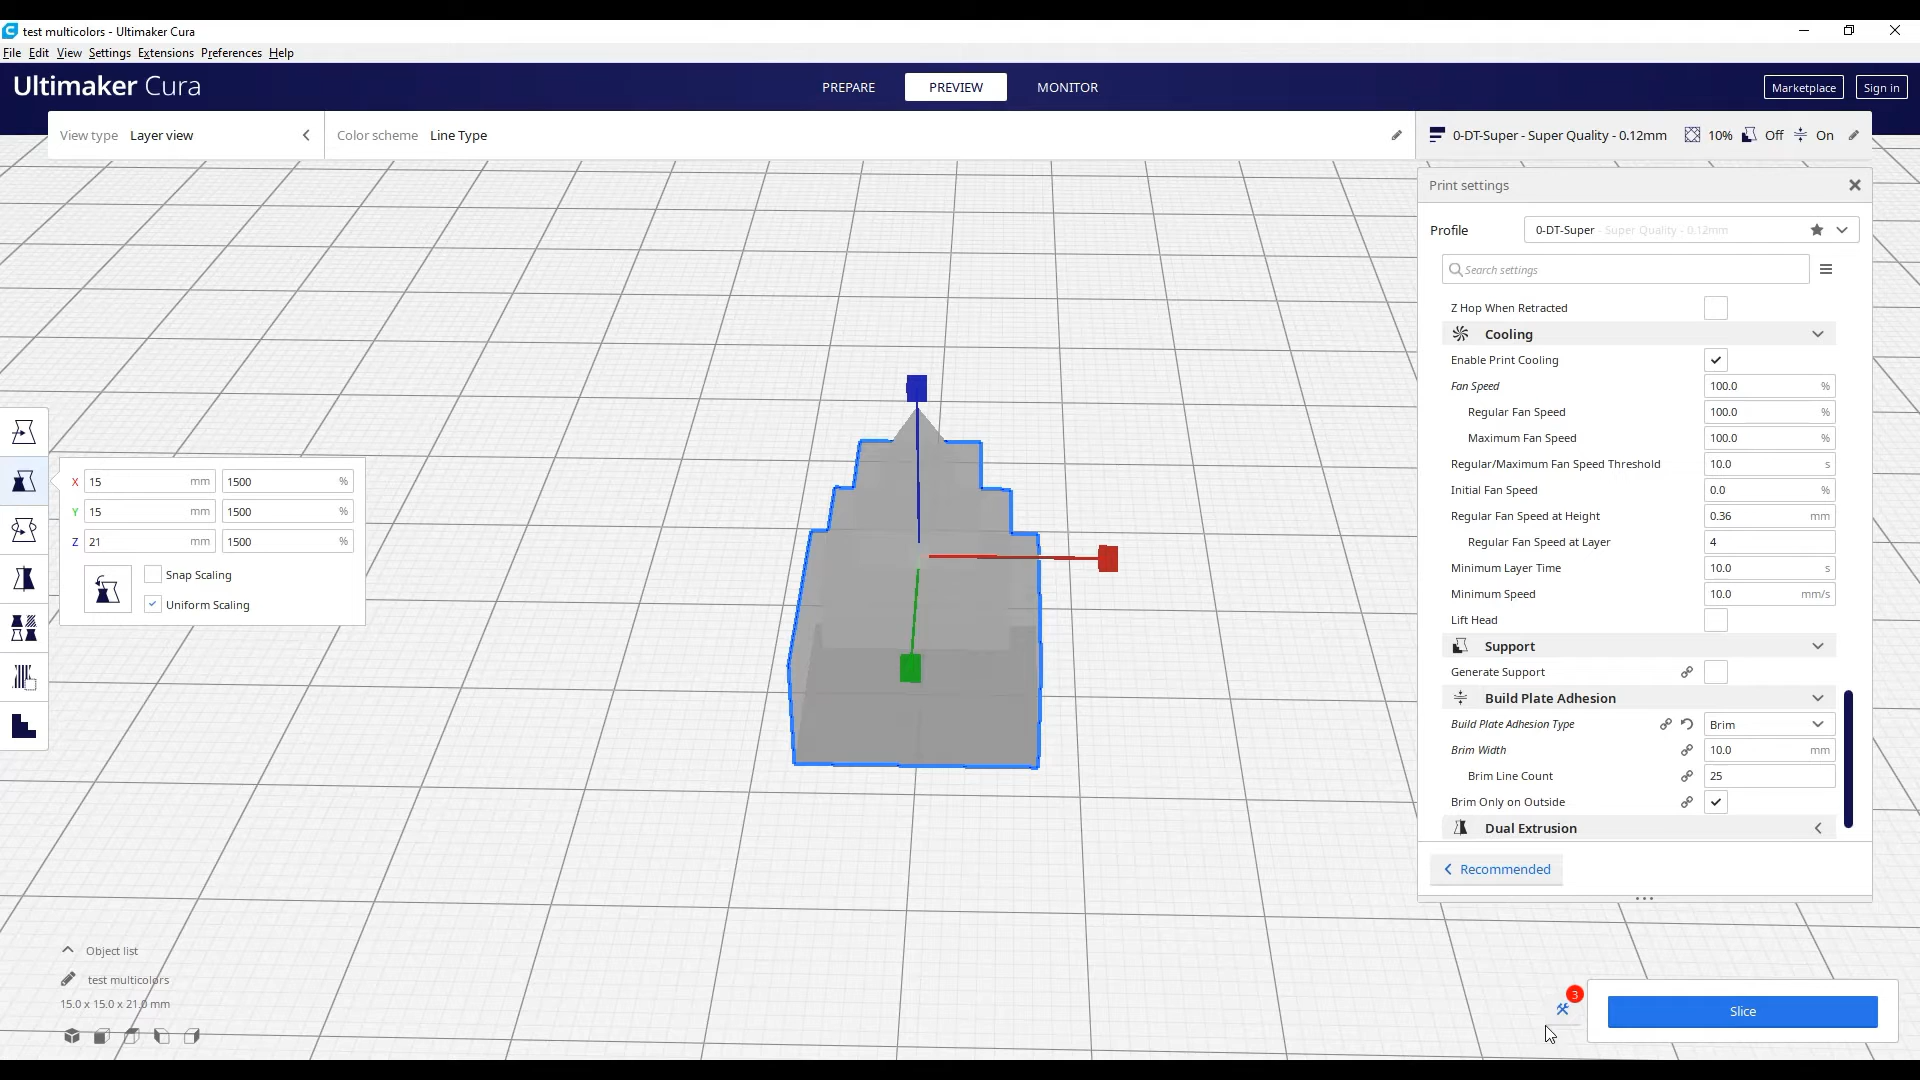 test multicolors - Ultimaker Cura
File Edit View Settings Extensions Preferences Help
Ultimaker Cura
PREPARE PREVIEW MONITOR
Marketplace Sign in
View type Layer view
Color scheme Line Type
0-DT-Super - Super Quality - 0.12mm 10% Off On
Print settings
Profile 0-DT-Super - Super Quality - 0.12mm
Search settings
Z Hop When Retracted
Cooling
Enable Print Cooling
Fan Speed 100.0 %
Regular Fan Speed 100.0 %
Maximum Fan Speed 100.0 %
Regular/Maximum Fan Speed Threshold 10.0 s
Initial Fan Speed 0.0 %
Regular Fan Speed at Height 0.36 mm
Regular Fan Speed at Layer 4
Minimum Layer Time 10.0 s
Minimum Speed 10.0 mm/s
Lift Head
Support
Generate Support
Build Plate Adhesion
Build Plate Adhesion Type Brim
Brim Width 10.0 mm
Brim Line Count 25
Brim Only on Outside
Dual Extrusion
Recommended
X 15 mm 1500 %
Y 15 mm 1500 %
Z 21 mm 1500 %
Snap Scaling
Uniform Scaling
Object list
test multicolors
15.0 x 15.0 x 21.0 mm
3
Slice